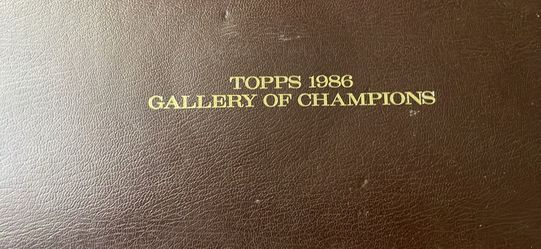 TOPPS 1986
GALLERY OF CHAMPIONS